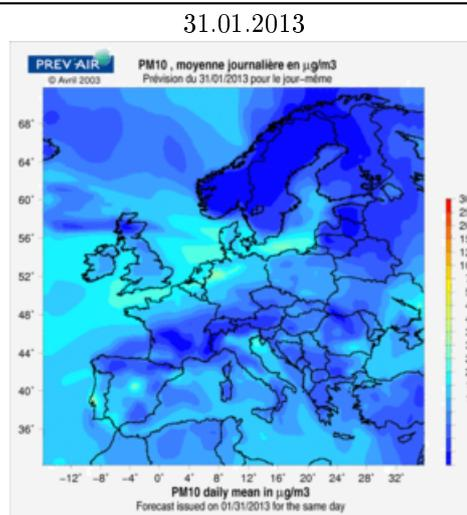 31.01.2013
PREV'AIR
© Avril 2003
PM10 , moyenne journalière en µg/m3
Prévision du 31/01/2013 pour le jour-même
68°
64°
60°
56°
52°
48°
44°
40°
36°
-12° -8° -4° 0° 4° 8° 12° 16° 20° 24° 28° 32°
PM10 daily mean in µg/m3
Forecast issued on 01/31/2013 for the same day